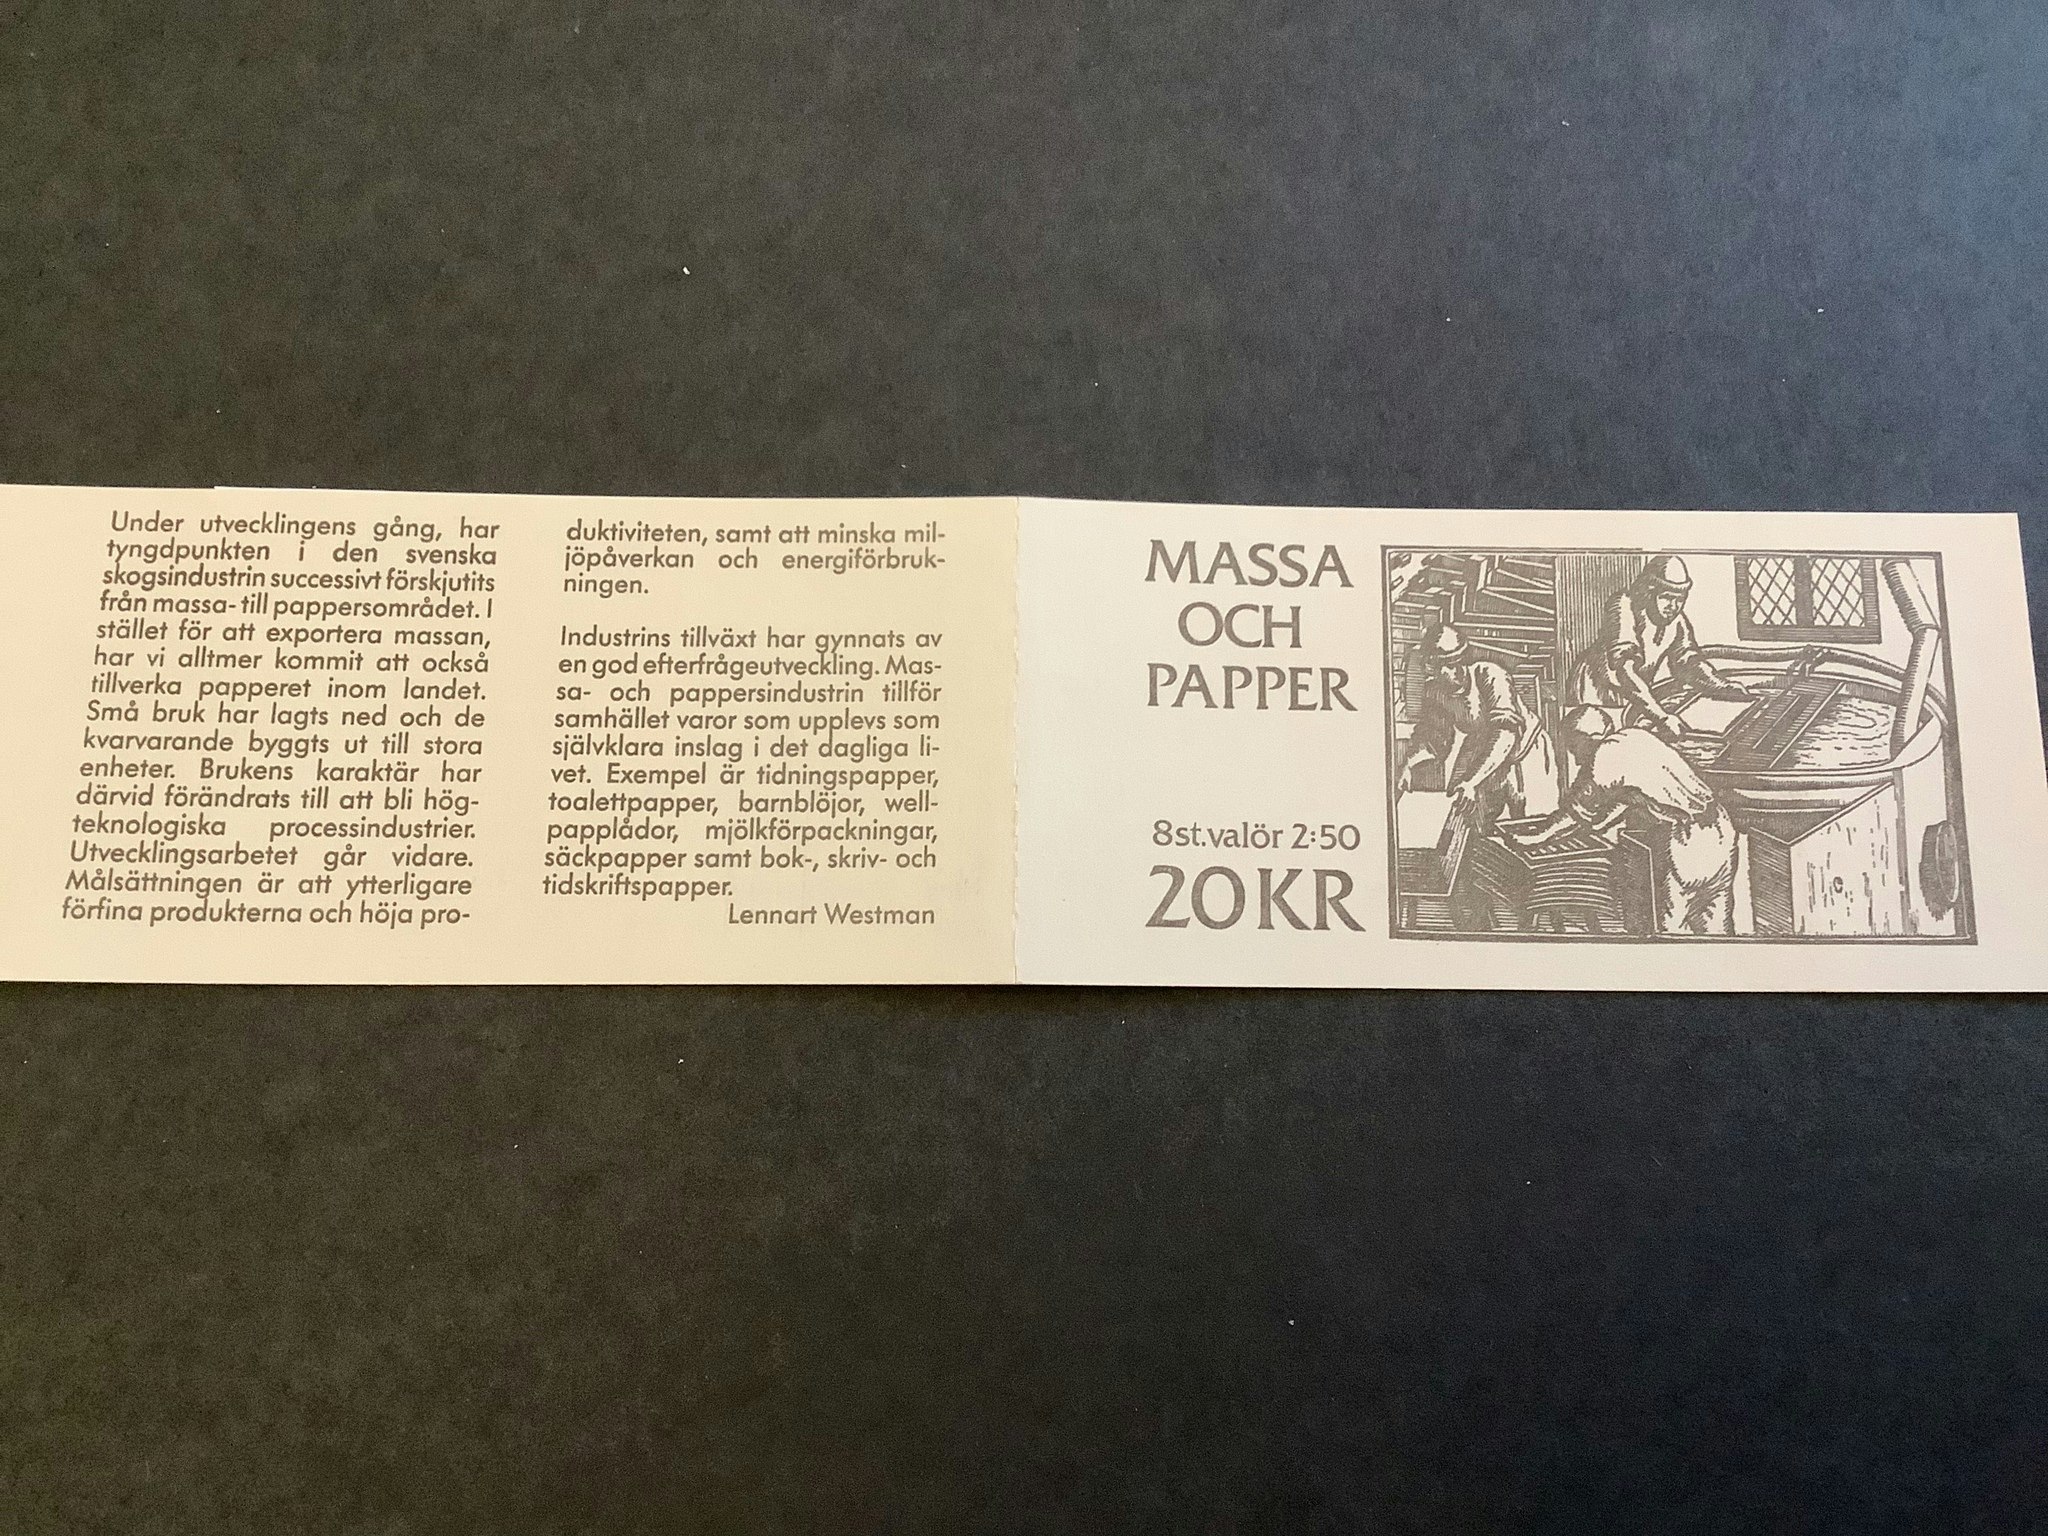 Under utvecklingens gång, har
tyngdpunkten i den svenska
skogsindustrin successivt förskjutits
från massa- till pappersområdet. I
stället för att exportera massan,
har vi alltmer kommit att också
tillverka papperet inom landet.
Små bruk har lagts ned och de
kvarvarande byggts ut till stora
enheter. Brukens karaktär har
därvid förändrats till att bli hög-
teknologiska processindustrier.
Utvecklingsarbetet går vidare.
Målsättningen är att ytterligare
förfina produkterna och höja pro-
duktiviteten, samt att minska mil-
jöpåverkan och energiförbruk-
ningen.
Industrins tillväxt har gynnats av
en god efterfrågeutveckling. Mas-
sa- och pappersindustrin tillför
samhället varor som upplevs som
självklara inslag i det dagliga li-
vet. Exempel är tidningspapper,
toalettpapper, barnblöjor, well-
papplådor, mjölkförpackningar,
säckpapper samt bok-, skriv- och
tidskriftspapper.
Lennart Westman
MASSA
OCH
PAPPER
8st.valör 2:50
20KR